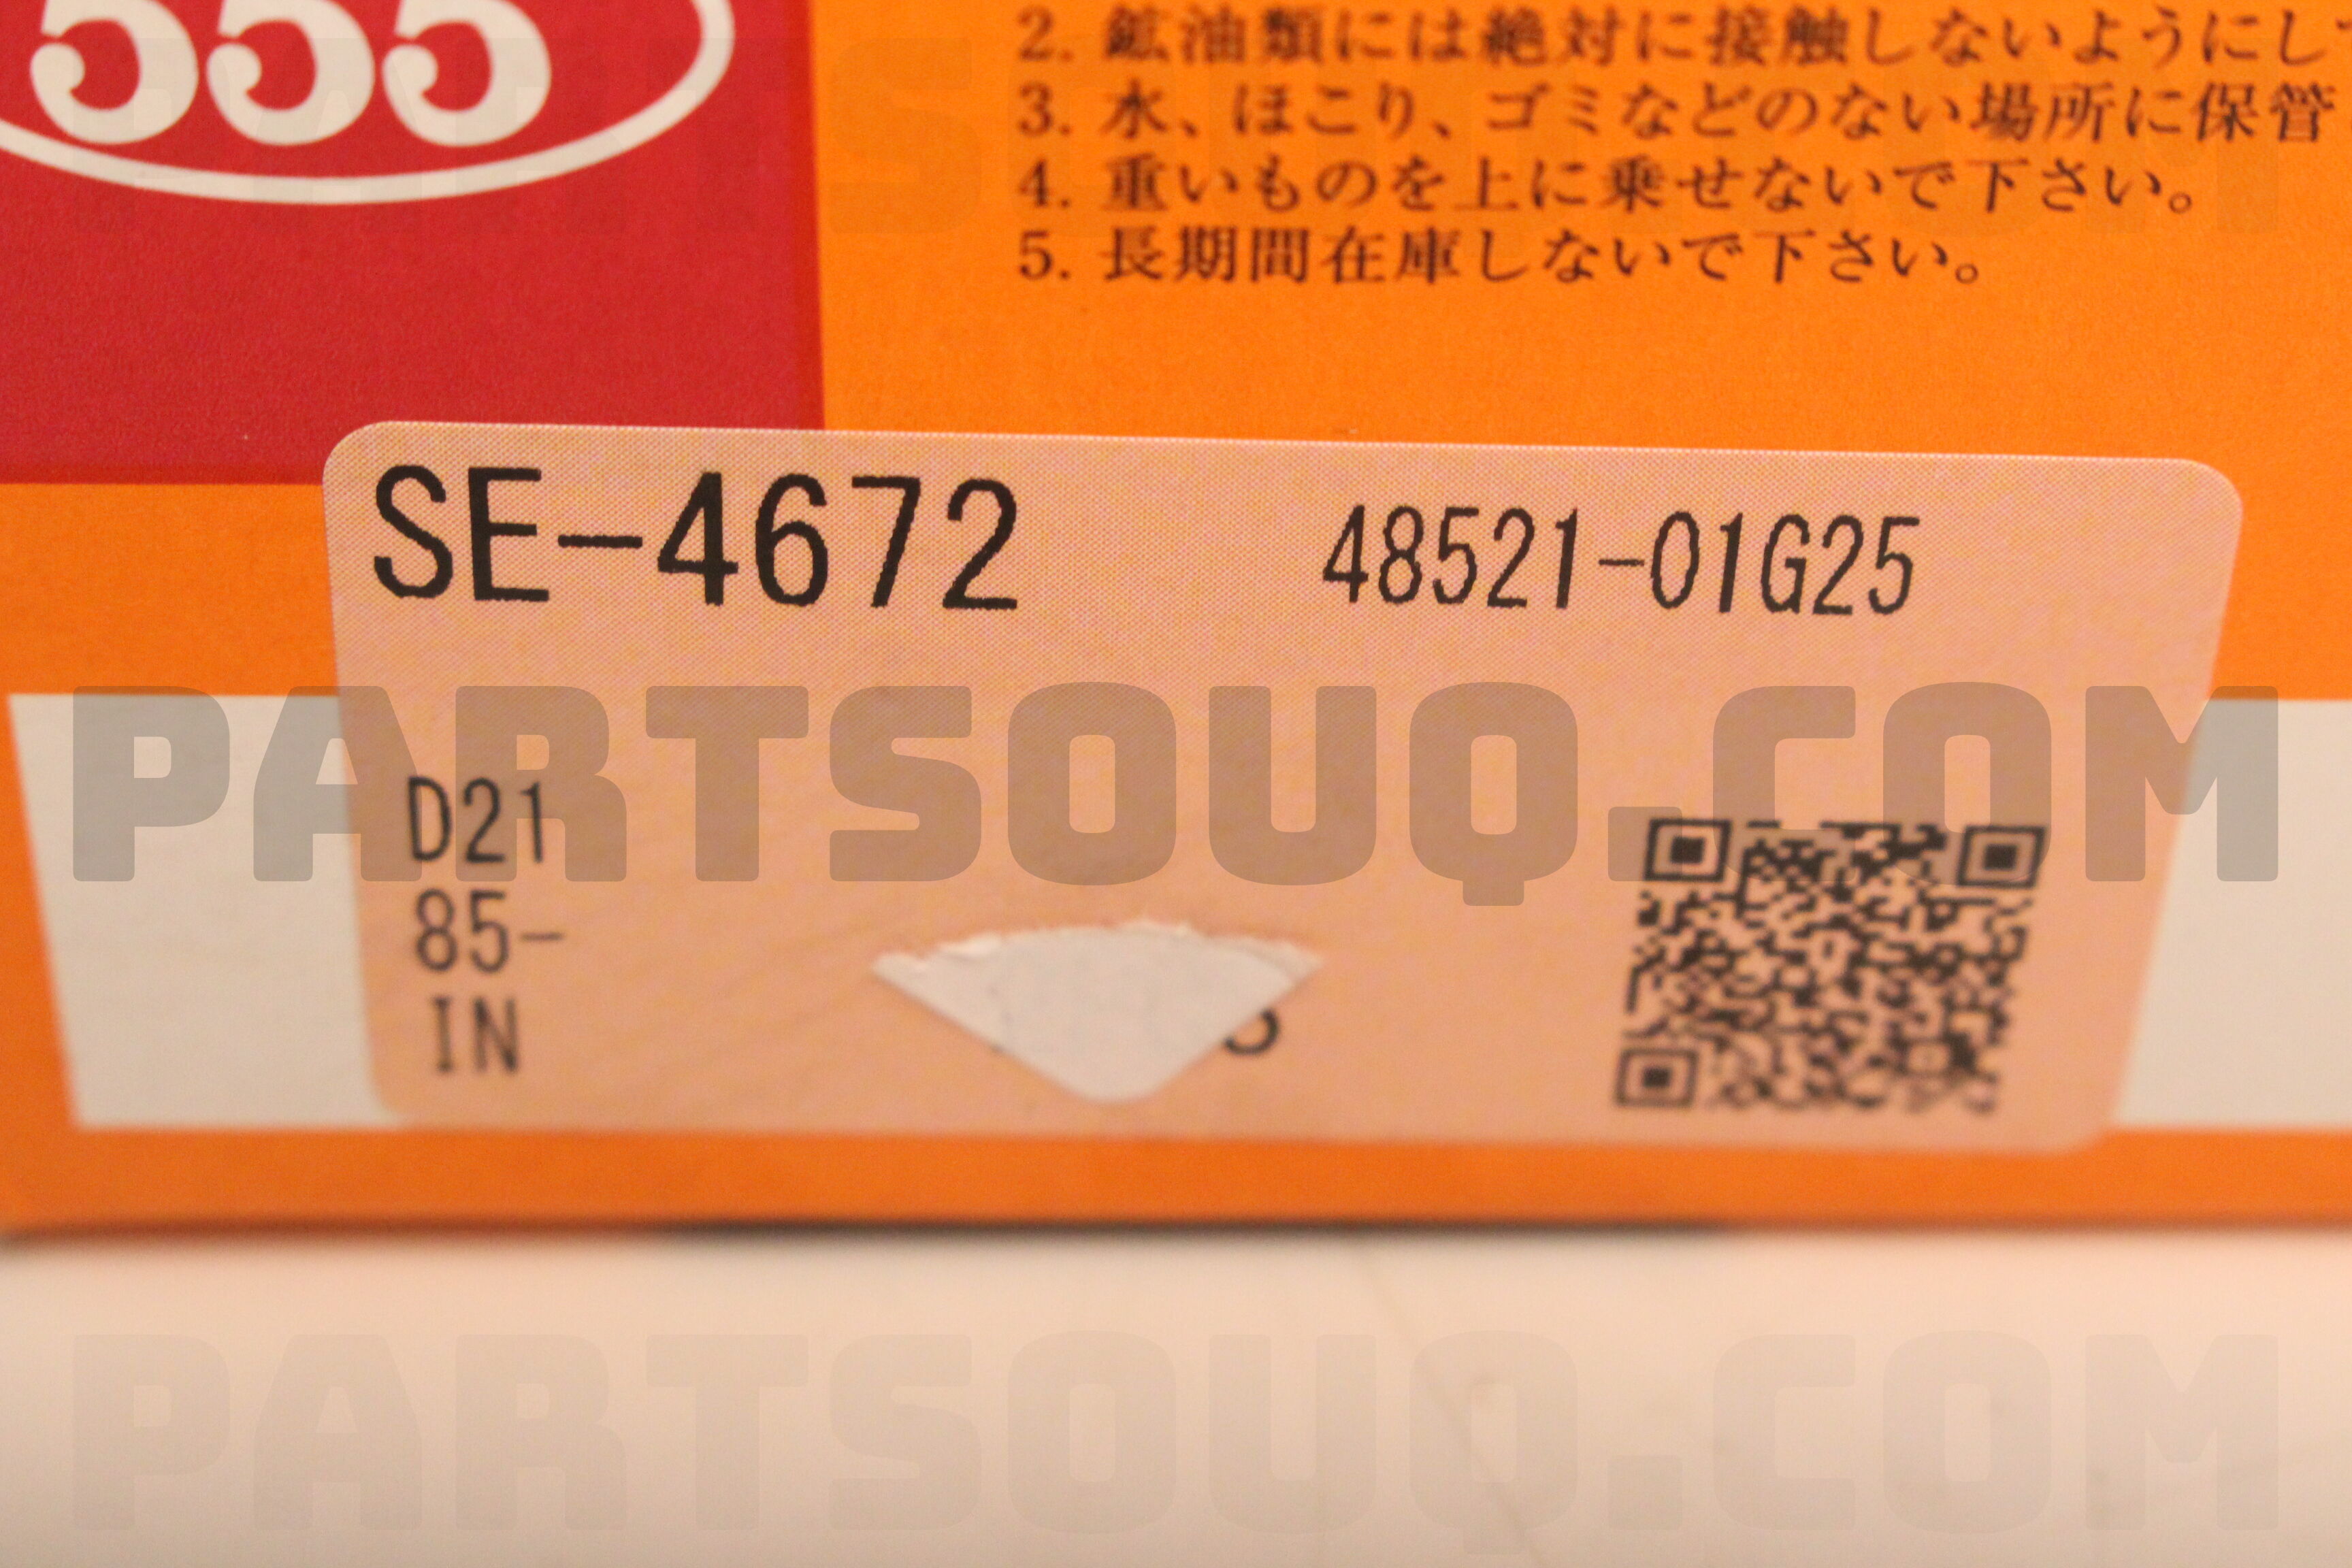 555
2. 鉱油類には絶対に接触しないようにし
3. 水、ほこり、ゴミなどのない場所に保管
4. 重いものを上に乗せないで下さい。
5. 長期間在庫しないで下さい。
SE-4672 48521-01G25
PARTSOUQ.COM
D21
85-
IN
PARTSOUQ.COM